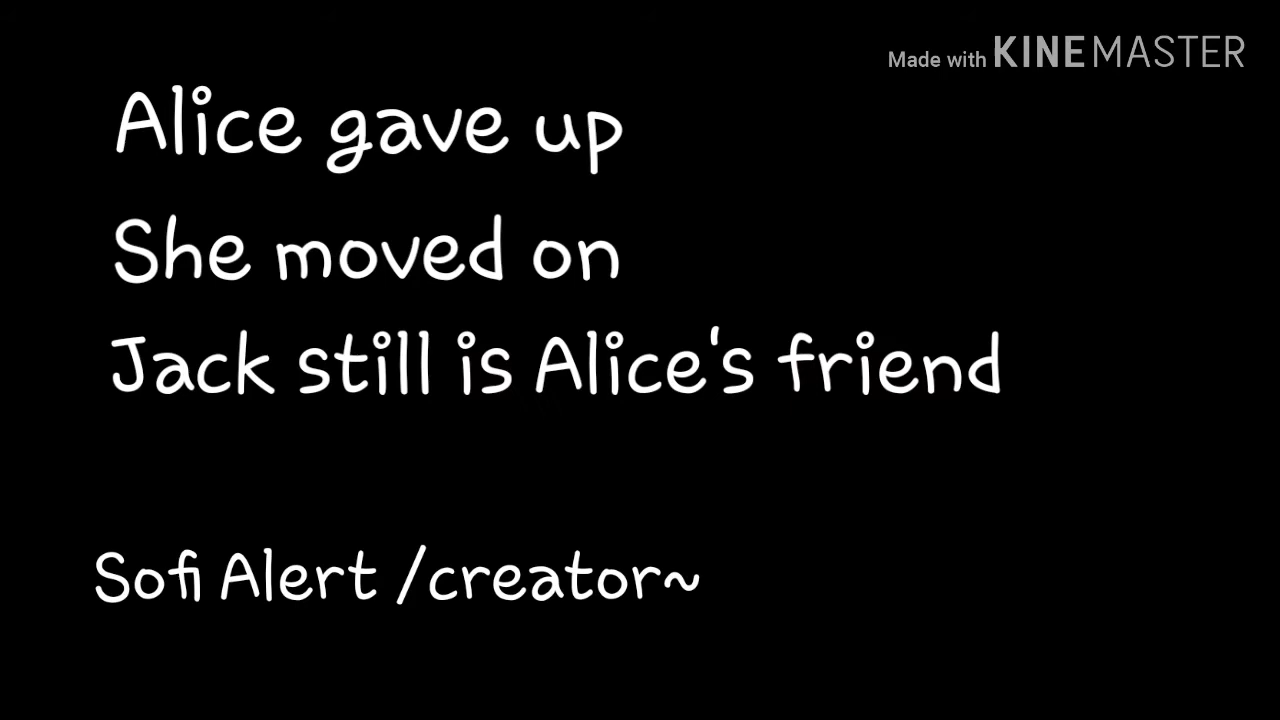 Made with KINEMASTER
Alice gave up
She moved on
Jack still is Alice's friend
Sofi Alert /creator~